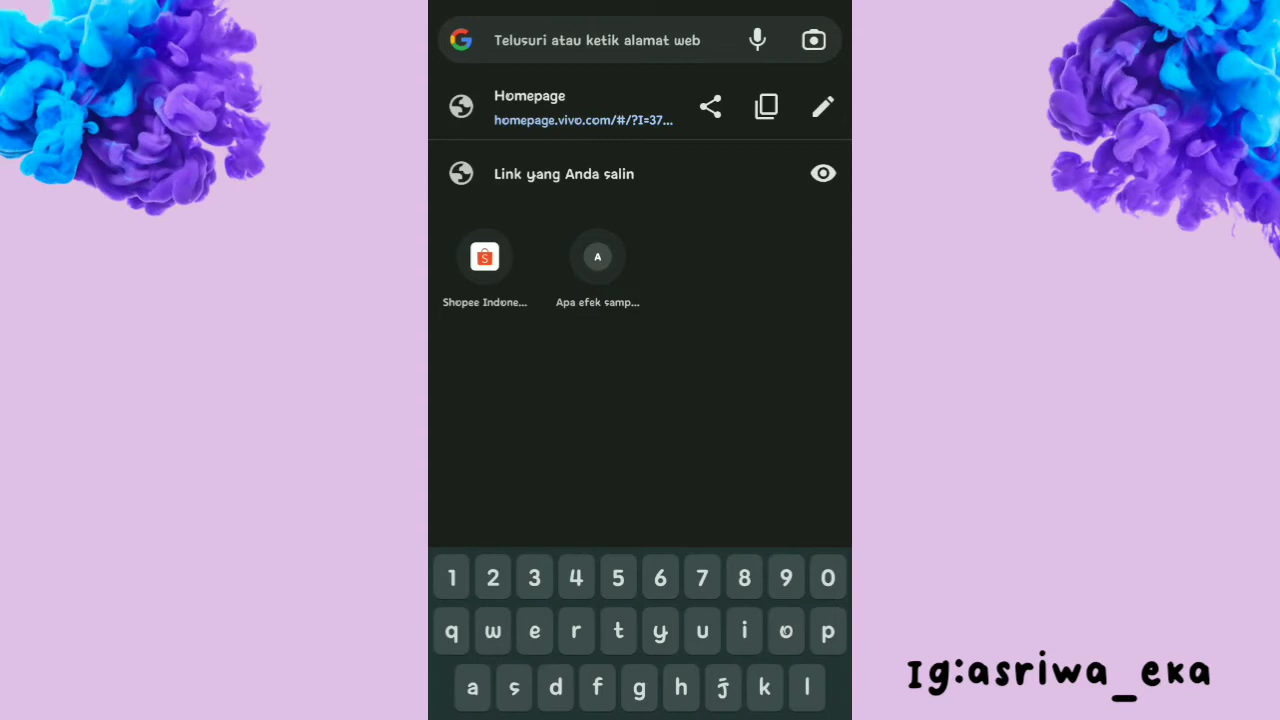 Telusuri atau ketik alamat web
Homepage
homepage.vivo.com/#/?I=37...
Link yang Anda salin
S
A
Shopee Indone...
Apa efek samp...
1 2 3 4 5 6 7 8 9 0
q w e r t y u i o p
a s d f g h j k l
Ig:asriwa_eka